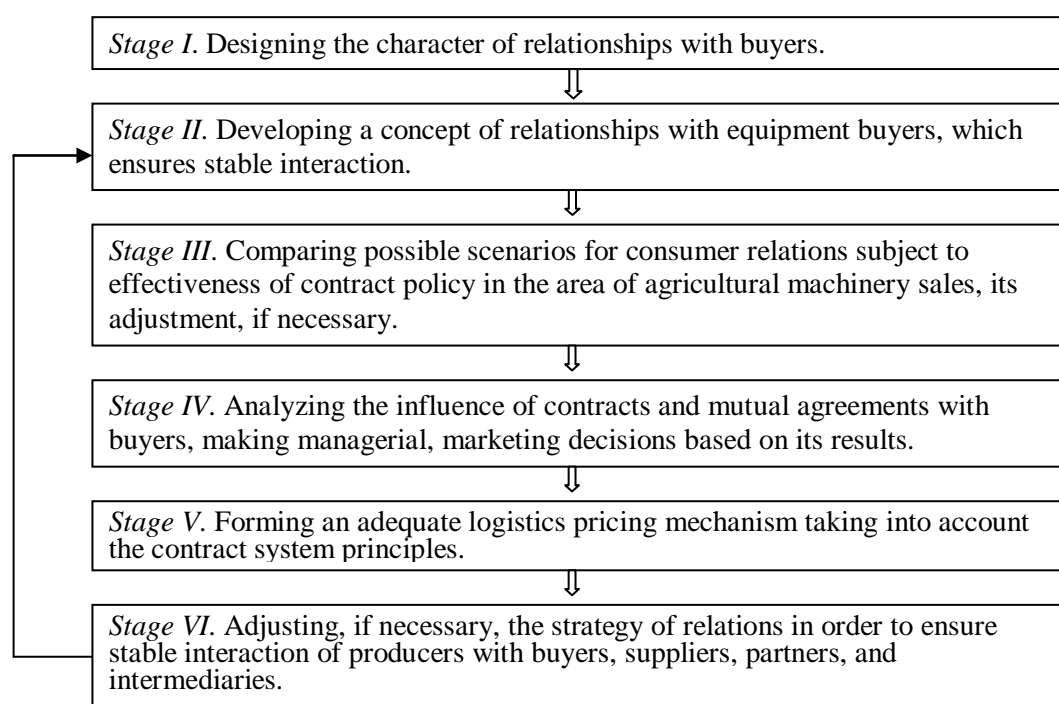 Stage I. Designing the character of relationships with buyers.
Stage II. Developing a concept of relationships with equipment buyers, which
ensures stable interaction.
Stage III. Comparing possible scenarios for consumer relations subject to
effectiveness of contract policy in the area of agricultural machinery sales, its
adjustment, if necessary.
Stage IV. Analyzing the influence of contracts and mutual agreements with
buyers, making managerial, marketing decisions based on its results.
Stage V. Forming an adequate logistics pricing mechanism taking into account
the contract system principles.
Stage VI. Adjusting, if necessary, the strategy of relations in order to ensure
stable interaction of producers with buyers, suppliers, partners, and
intermediaries.